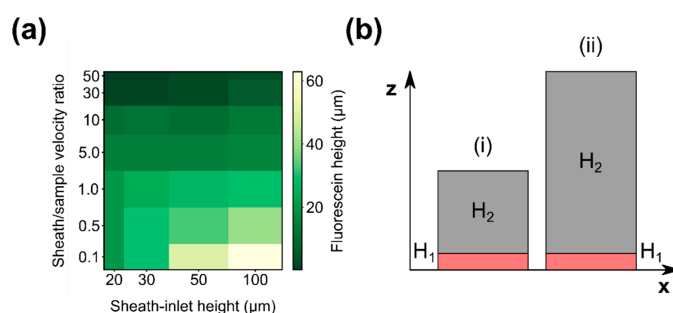 (a)
Sheath/sample velocity ratio
50
30
10
5.0
1.0
0.5
0.1
20 30 50 100
Sheath-inlet height (μm)
60
40
20
Fluorescein height (μm)
(b)
z
(i)
(ii)
H₂
H₂
H₁
H₁
x